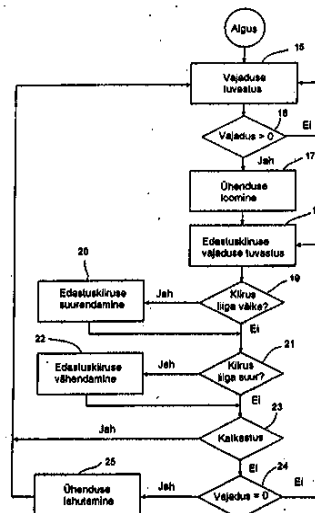 Algus
15
Vajaduse
tuvastus
16
Vajadus > 0
Ei
Jah
17
Ühenduse
loomine
Edastuskiiruse
vajaduse tuvastus
20
19
Edastuskiiruse
suurendamine
Jah
Kiirus
liiga väike?
Ei
22
21
Edastuskiiruse
vähendamine
Jah
Kiirus
liiga suur?
Ei
23
Jah
Katkestus
Ei
25
24
Ühenduse
lahutamine
Jah
Vajadus = 0
Ei